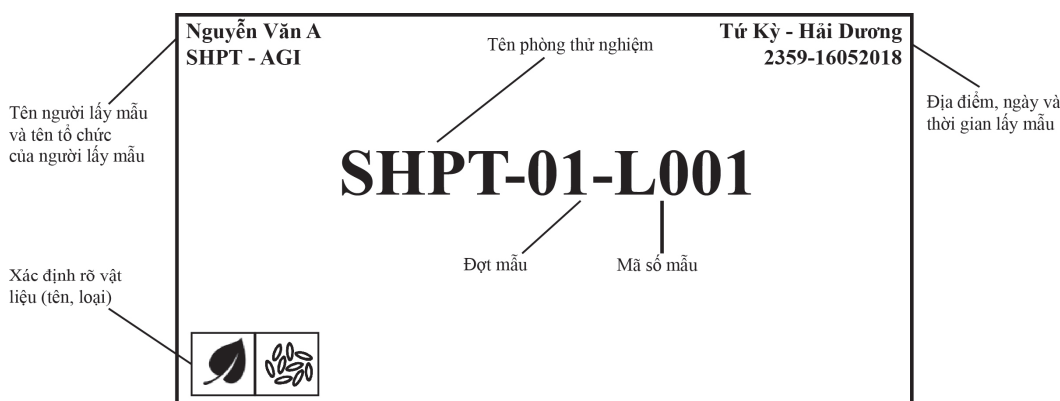 Nguyễn Văn A
SHPT - AGI
Tên phòng thử nghiệm
Tứ Kỳ - Hải Dương
2359-16052018
Tên người lấy mẫu
và tên tổ chức
của người lấy mẫu
Địa điểm, ngày và
thời gian lấy mẫu
SHPT-01-L001
Đợt mẫu
Mã số mẫu
Xác định rõ vật
liệu (tên, loại)